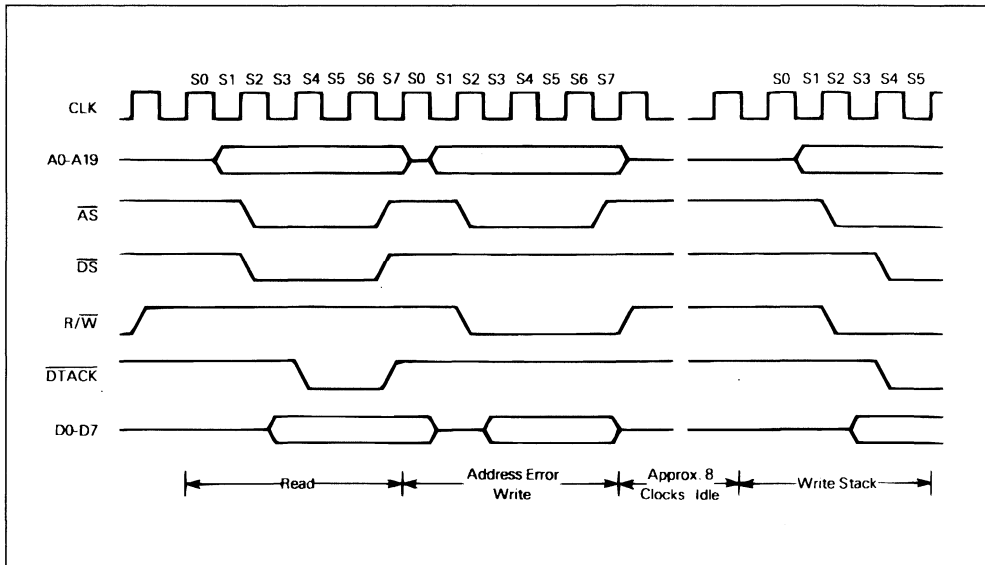 S0 S1 S2 S3 S4 S5 S6 S7 S0 S1 S2 S3 S4 S5 S6 S7 S0 S1 S2 S3 S4 S5
CLK
A0-A19
AS
DS
R/W
DTACK
D0-D7
Read
Address Error
Write
Approx. 8
Clocks Idle
Write Stack